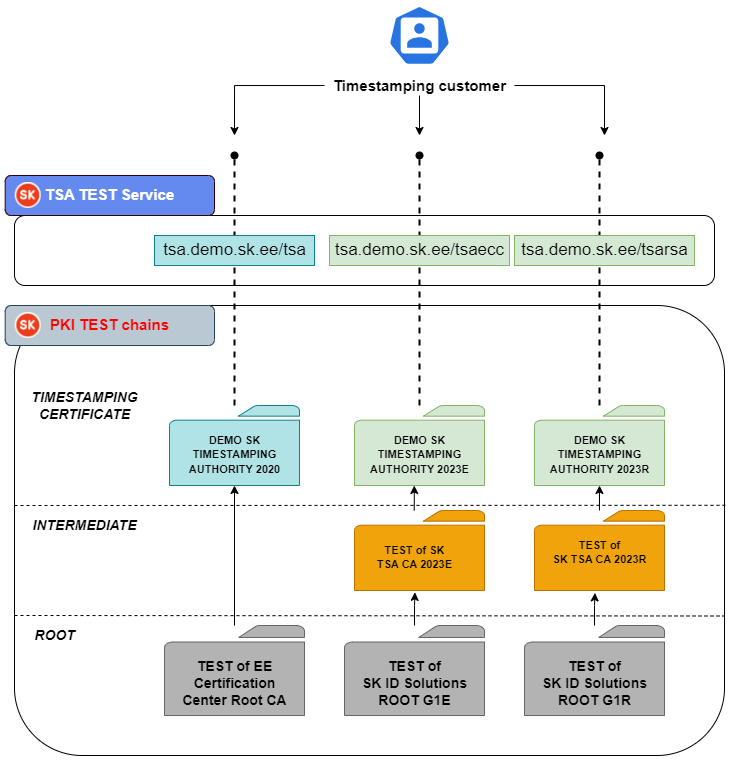 Timestamping customer
SK TSA TEST Service
tsa.demo.sk.ee/tsa
tsa.demo.sk.ee/tsaecc
tsa.demo.sk.ee/tsarsa
SK PKI TEST chains
TIMESTAMPING
CERTIFICATE
DEMO SK
TIMESTAMPING
AUTHORITY 2020
DEMO SK
TIMESTAMPING
AUTHORITY 2023E
DEMO SK
TIMESTAMPING
AUTHORITY 2023R
INTERMEDIATE
TEST of SK
TSA CA 2023E
TEST of
SK TSA CA 2023R
ROOT
TEST of EE
Certification
Center Root CA
TEST of
SK ID Solutions
ROOT G1E
TEST of
SK ID Solutions
ROOT G1R